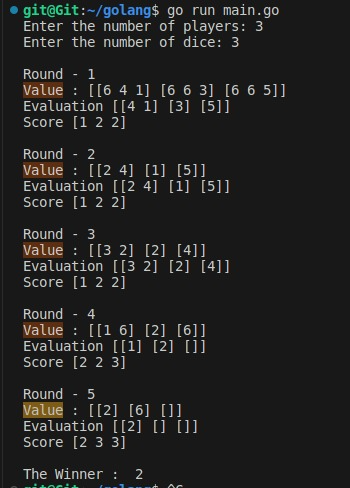 git@Git:~/golang$ go run main.go
Enter the number of players: 3
Enter the number of dice: 3
Round - 1
Value : [[6 4 1] [6 6 3] [6 6 5]]
Evaluation [[4 1] [3] [5]]
Score [1 2 2]
Round - 2
Value : [[2 4] [1] [5]]
Evaluation [[2 4] [1] [5]]
Score [1 2 2]
Round - 3
Value : [[3 2] [2] [4]]
Evaluation [[3 2] [2] [4]]
Score [1 2 2]
Round - 4
Value : [[1 6] [2] [6]]
Evaluation [[1] [2] []]
Score [2 2 3]
Round - 5
Value : [[2] [6] []]
Evaluation [[2] [] []]
Score [2 3 3]
The Winner :  2
git@Git:~/golang$ ^C